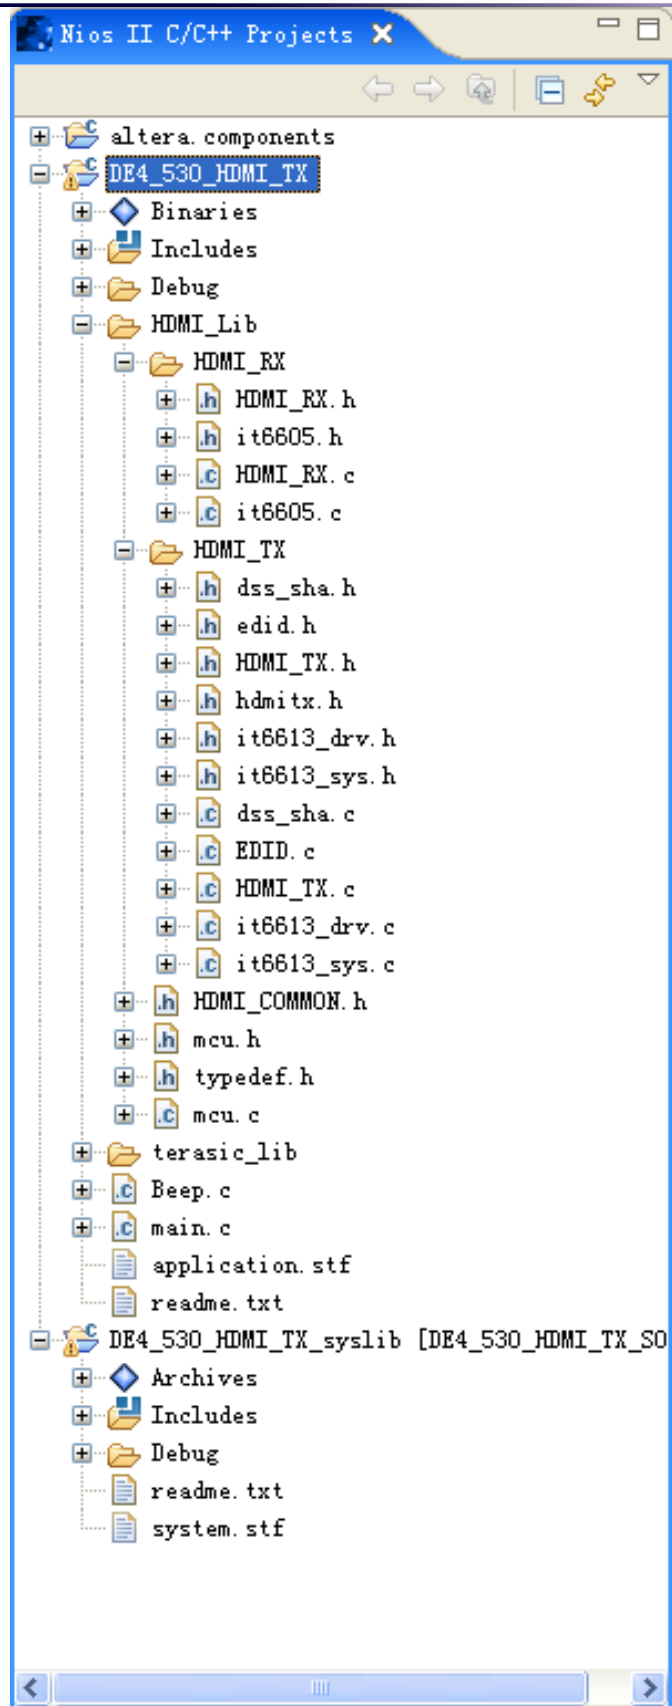 Nios II C/C++ Projects
altera.components
DE4_530_HDMI_TX
Binaries
Includes
Debug
HDMI_Lib
HDMI_RX
.h HDMI_RX.h
.h it6605.h
.c HDMI_RX.c
.c it6605.c
HDMI_TX
.h dss_sha.h
.h edid.h
.h HDMI_TX.h
.h hdmitx.h
.h it6613_drv.h
.h it6613_sys.h
.c dss_sha.c
.c EDID.c
.c HDMI_TX.c
.c it6613_drv.c
.c it6613_sys.c
.h HDMI_COMMON.h
.h mcu.h
.h typedef.h
.c mcu.c
terasic_lib
.c Beep.c
.c main.c
application.stf
readme.txt
DE4_530_HDMI_TX_syslib [DE4_530_HDMI_TX_SO
Archives
Includes
Debug
readme.txt
system.stf